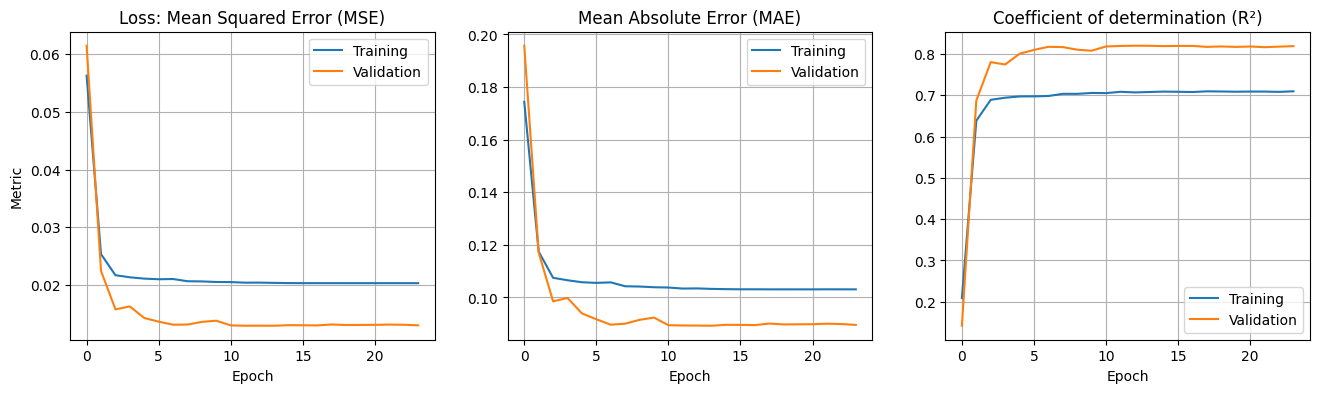 Loss: Mean Squared Error (MSE)
Metric
0.06
0.05
0.04
0.03
0.02
Training
Validation
0 5 10 15 20
Epoch
Mean Absolute Error (MAE)
0.20
0.18
0.16
0.14
0.12
0.10
Training
Validation
0 5 10 15 20
Epoch
Coefficient of determination (R²)
0.8
0.7
0.6
0.5
0.4
0.3
0.2
Training
Validation
0 5 10 15 20
Epoch